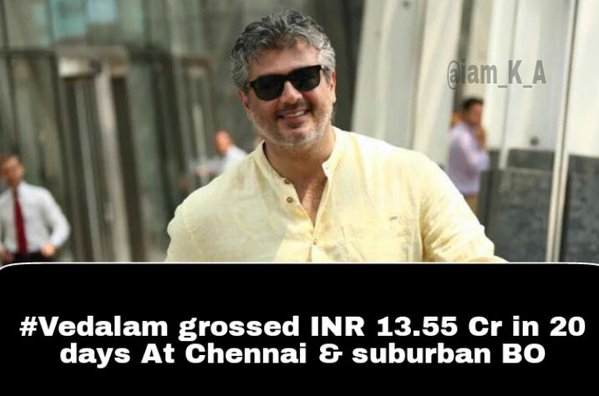 @iam_K_A
#Vedalam grossed INR 13.55 Cr in 20
days At Chennai & suburban BO